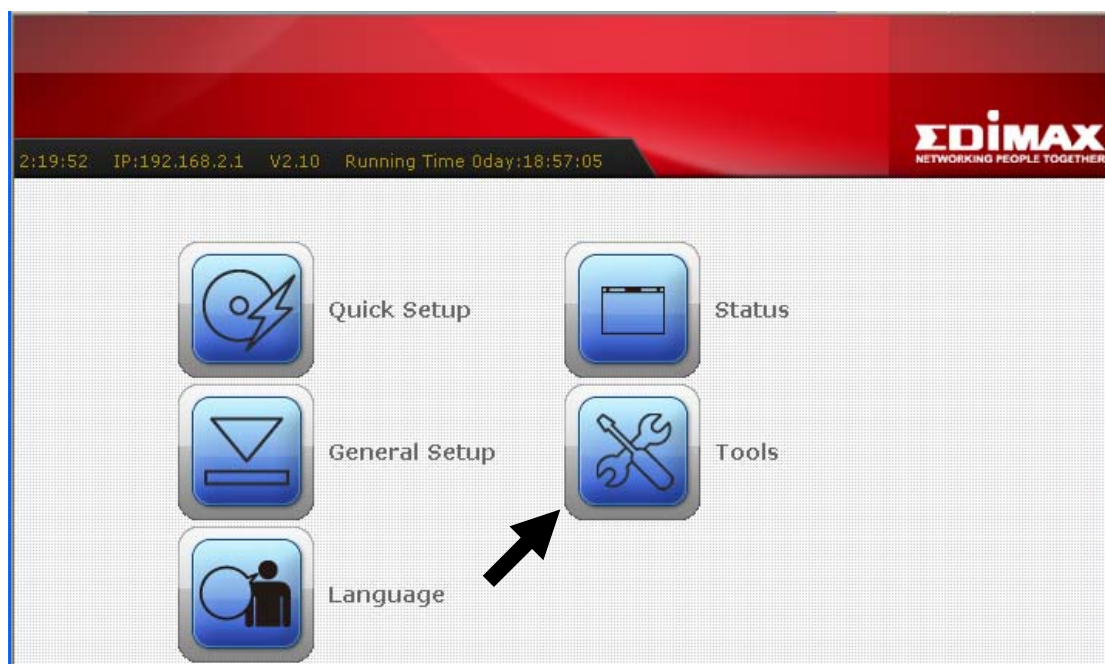 EDIMAX
NETWORKING PEOPLE TOGETHER
2:19:52 IP:192.168.2.1 V2.10 Running Time 0day:18:57:05
Quick Setup
Status
General Setup
Tools
Language